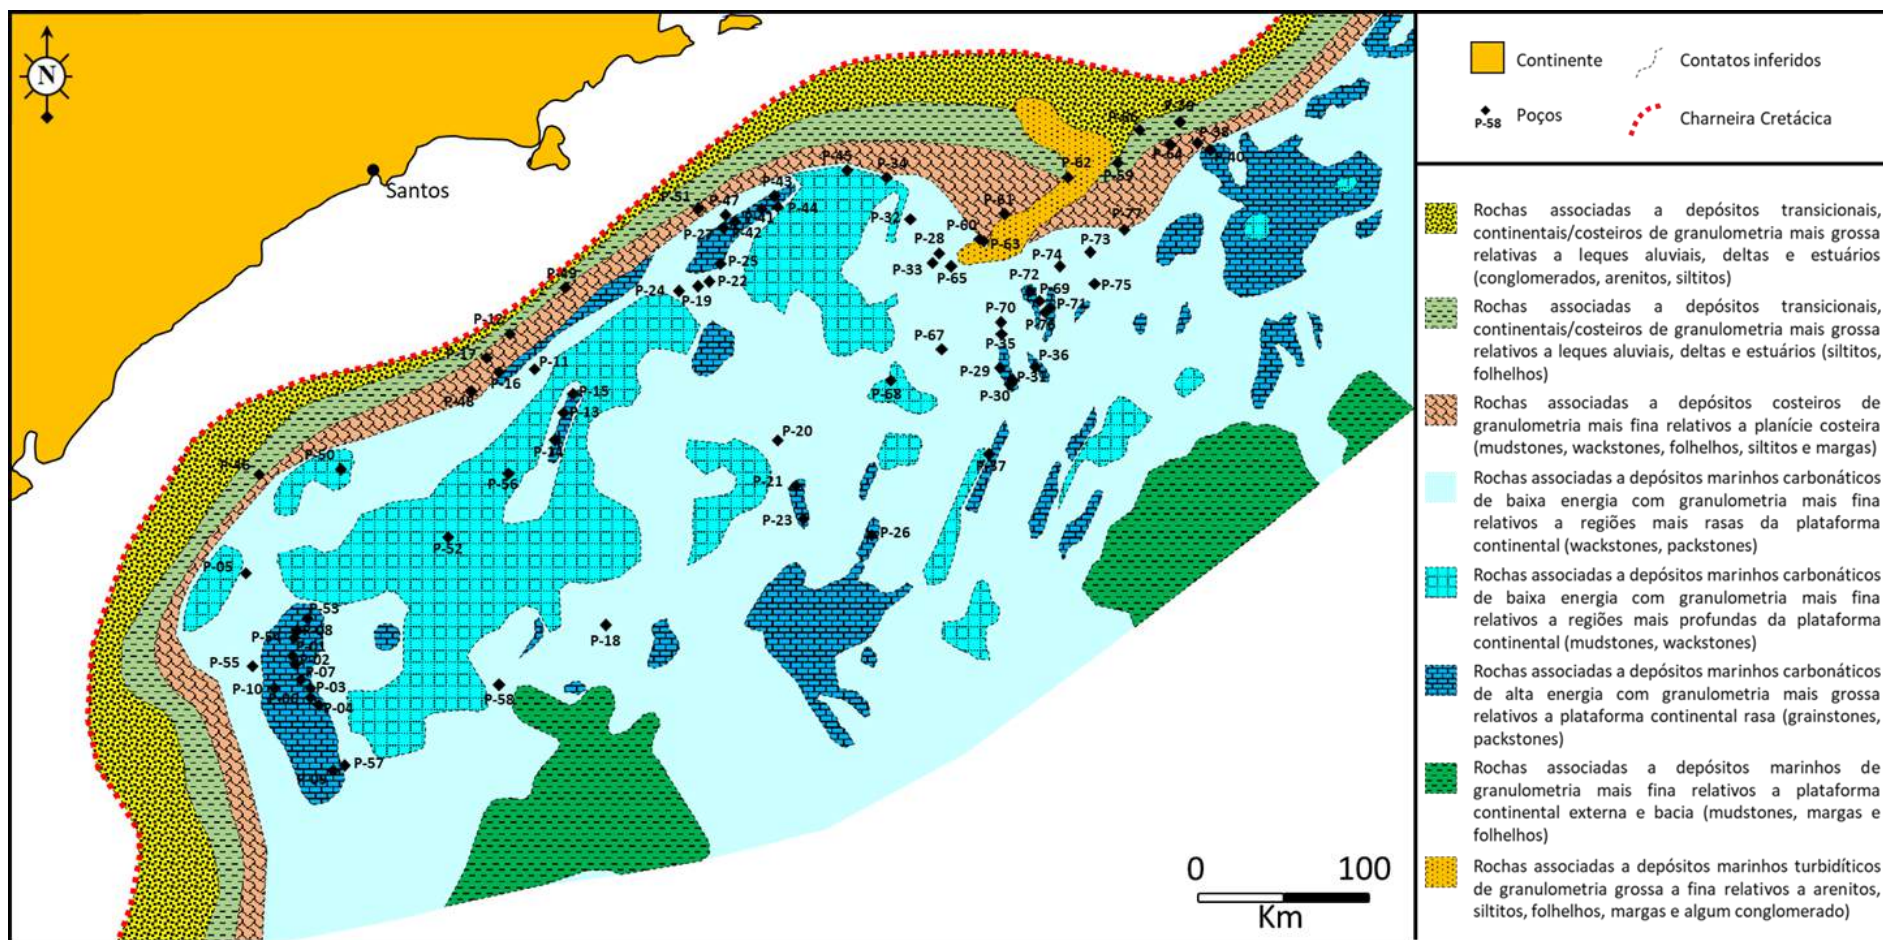 N
Santos
P-39
P-66
P-38
P-64
P-40
P-62
P-59
P-45
P-34
P-43
P-51
P-47
P-41
P-44
P-61
P-32
P-77
P-27
P-42
P-60
P-63
P-28
P-73
P-74
P-33
P-65
P-25
P-49
P-24
P-22
P-19
P-72
P-69
P-75
P-71
P-70
P-76
P-12
P-35
P-67
P-17
P-11
P-36
P-29
P-16
P-31
P-15
P-68
P-30
P-48
P-13
P-20
P-14
P-37
P-46
P-50
P-56
P-21
P-23
P-26
P-52
P-05
P-53
P-08
P-18
P-01
P-55
P-02
P-07
P-10
P-03
P-58
P-04
P-57
P-09
0 100
Km
Continente
Contatos inferidos
P-58
Poços
Charneira Cretácica
Rochas associadas a depósitos transicionais,
continentais/costeiros de granulometria mais grossa
relativas a leques aluviais, deltas e estuários
(conglomerados, arenitos, siltitos)
Rochas associadas a depósitos transicionais,
continentais/costeiros de granulometria mais grossa
relativos a leques aluviais, deltas e estuários (siltitos,
folhelhos)
Rochas associadas a depósitos costeiros de
granulometria mais fina relativos a planície costeira
(mudstones, wackstones, folhelhos, siltitos e margas)
Rochas associadas a depósitos marinhos carbonáticos
de baixa energia com granulometria mais fina
relativos a regiões mais rasas da plataforma
continental (wackstones, packstones)
Rochas associadas a depósitos marinhos carbonáticos
de baixa energia com granulometria mais fina
relativos a regiões mais profundas da plataforma
continental (mudstones, wackstones)
Rochas associadas a depósitos marinhos carbonáticos
de alta energia com granulometria mais grossa
relativos a plataforma continental rasa (grainstones,
packstones)
Rochas associadas a depósitos marinhos de
granulometria mais fina relativos a plataforma
continental externa e bacia (mudstones, margas e
folhelhos)
Rochas associadas a depósitos marinhos turbidíticos
de granulometria grossa a fina relativos a arenitos,
siltitos, folhelhos, margas e algum conglomerado)